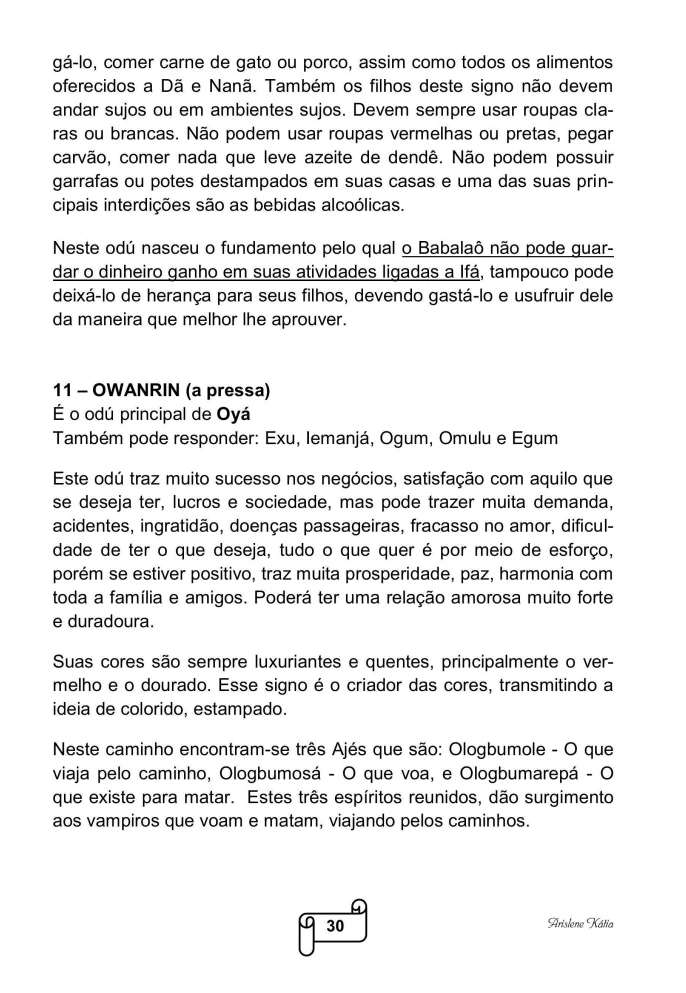 gá-lo, comer carne de gato ou porco, assim como todos os alimentos
oferecidos a Dã e Nanã. Também os filhos deste signo não devem
andar sujos ou em ambientes sujos. Devem sempre usar roupas cla-
ras ou brancas. Não podem usar roupas vermelhas ou pretas, pegar
carvão, comer nada que leve azeite de dendê. Não podem possuir
garrafas ou potes destampados em suas casas e uma das suas prin-
cipais interdições são as bebidas alcoólicas.
Neste odú nasceu o fundamento pelo qual o Babalaô não pode guar-
dar o dinheiro ganho em suas atividades ligadas a Ifá, tampouco pode
deixá-lo de herança para seus filhos, devendo gastá-lo e usufruir dele
da maneira que melhor lhe aprouver.
11 – OWANRIN (a pressa)
É o odú principal de Oyá
Também pode responder: Exu, Iemanjá, Ogum, Omulu e Egum
Este odú traz muito sucesso nos negócios, satisfação com aquilo que
se deseja ter, lucros e sociedade, mas pode trazer muita demanda,
acidentes, ingratidão, doenças passageiras, fracasso no amor, dificul-
dade de ter o que deseja, tudo o que quer é por meio de esforço,
porém se estiver positivo, traz muita prosperidade, paz, harmonia com
toda a família e amigos. Poderá ter uma relação amorosa muito forte
e duradoura.
Suas cores são sempre luxuriantes e quentes, principalmente o ver-
melho e o dourado. Esse signo é o criador das cores, transmitindo a
ideia de colorido, estampado.
Neste caminho encontram-se três Ajés que são: Ologbumole - O que
viaja pelo caminho, Ologbumosá - O que voa, e Ologbumarepá - O
que existe para matar.  Estes três espíritos reunidos, dão surgimento
aos vampiros que voam e matam, viajando pelos caminhos.
30
Arislene Kátia